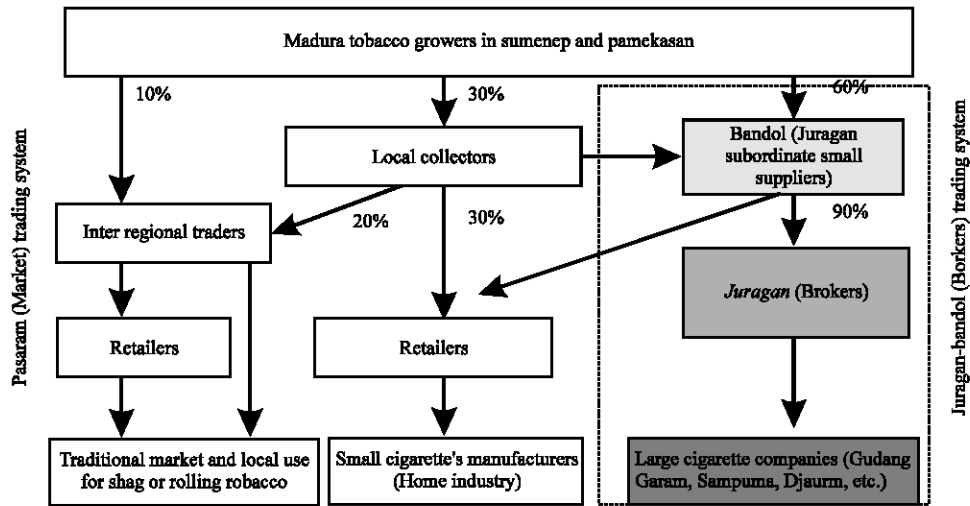 Madura tobacco growers in sumenep and pamekasan
10%
30%
60%
Local collectors
Bandol (Juragan
subordinate small
suppliers)
20%
30%
90%
Inter regional traders
Juragan (Brokers)
Retailers
Retailers
Traditional market and local use
for shag or rolling robacco
Small cigarette's manufacturers
(Home industry)
Large cigarette companies (Gudang
Garam, Sampuma, Djaurm, etc.)
Pasaram (Market) trading system
Juragan-bandol (Borkers) trading system